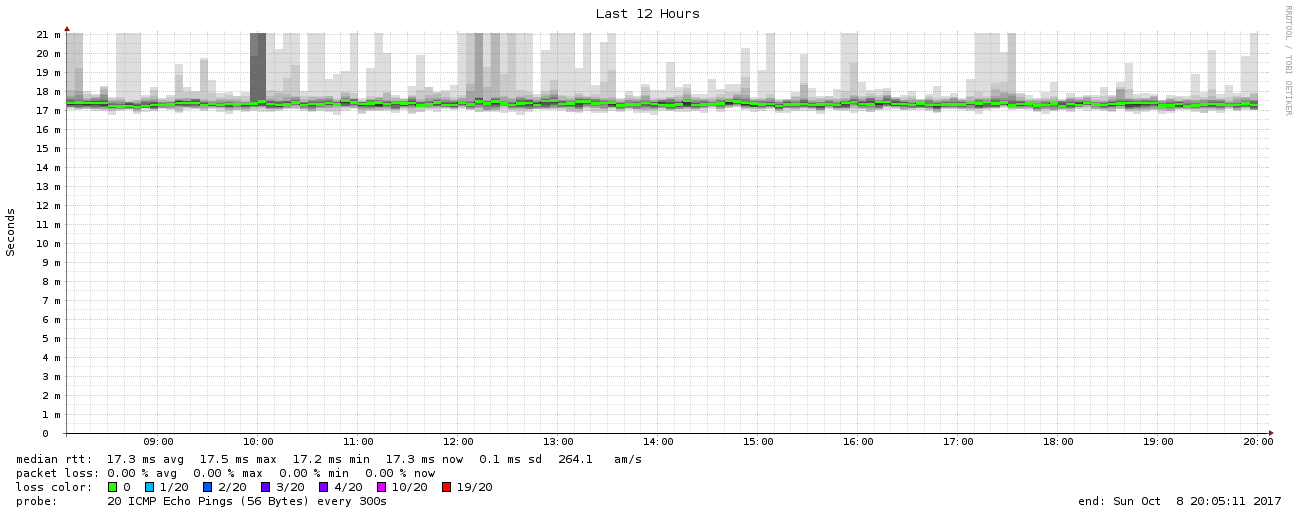 Last 12 Hours
RRDTOOL / TOBI OETIKER
Seconds
21 m
20 m
19 m
18 m
17 m
16 m
15 m
14 m
13 m
12 m
11 m
10 m
9 m
8 m
7 m
6 m
5 m
4 m
3 m
2 m
1 m
0
09:00 10:00 11:00 12:00 13:00 14:00 15:00 16:00 17:00 18:00 19:00 20:00
median rtt: 17.3 ms avg 17.5 ms max 17.2 ms min 17.3 ms now 0.1 ms sd 264.1 am/s
packet loss: 0.00 % avg 0.00 % max 0.00 % min 0.00 % now
loss color: 0 1/20 2/20 3/20 4/20 10/20 19/20
probe: 20 ICMP Echo Pings (56 Bytes) every 300s end: Sun Oct 8 20:05:11 2017